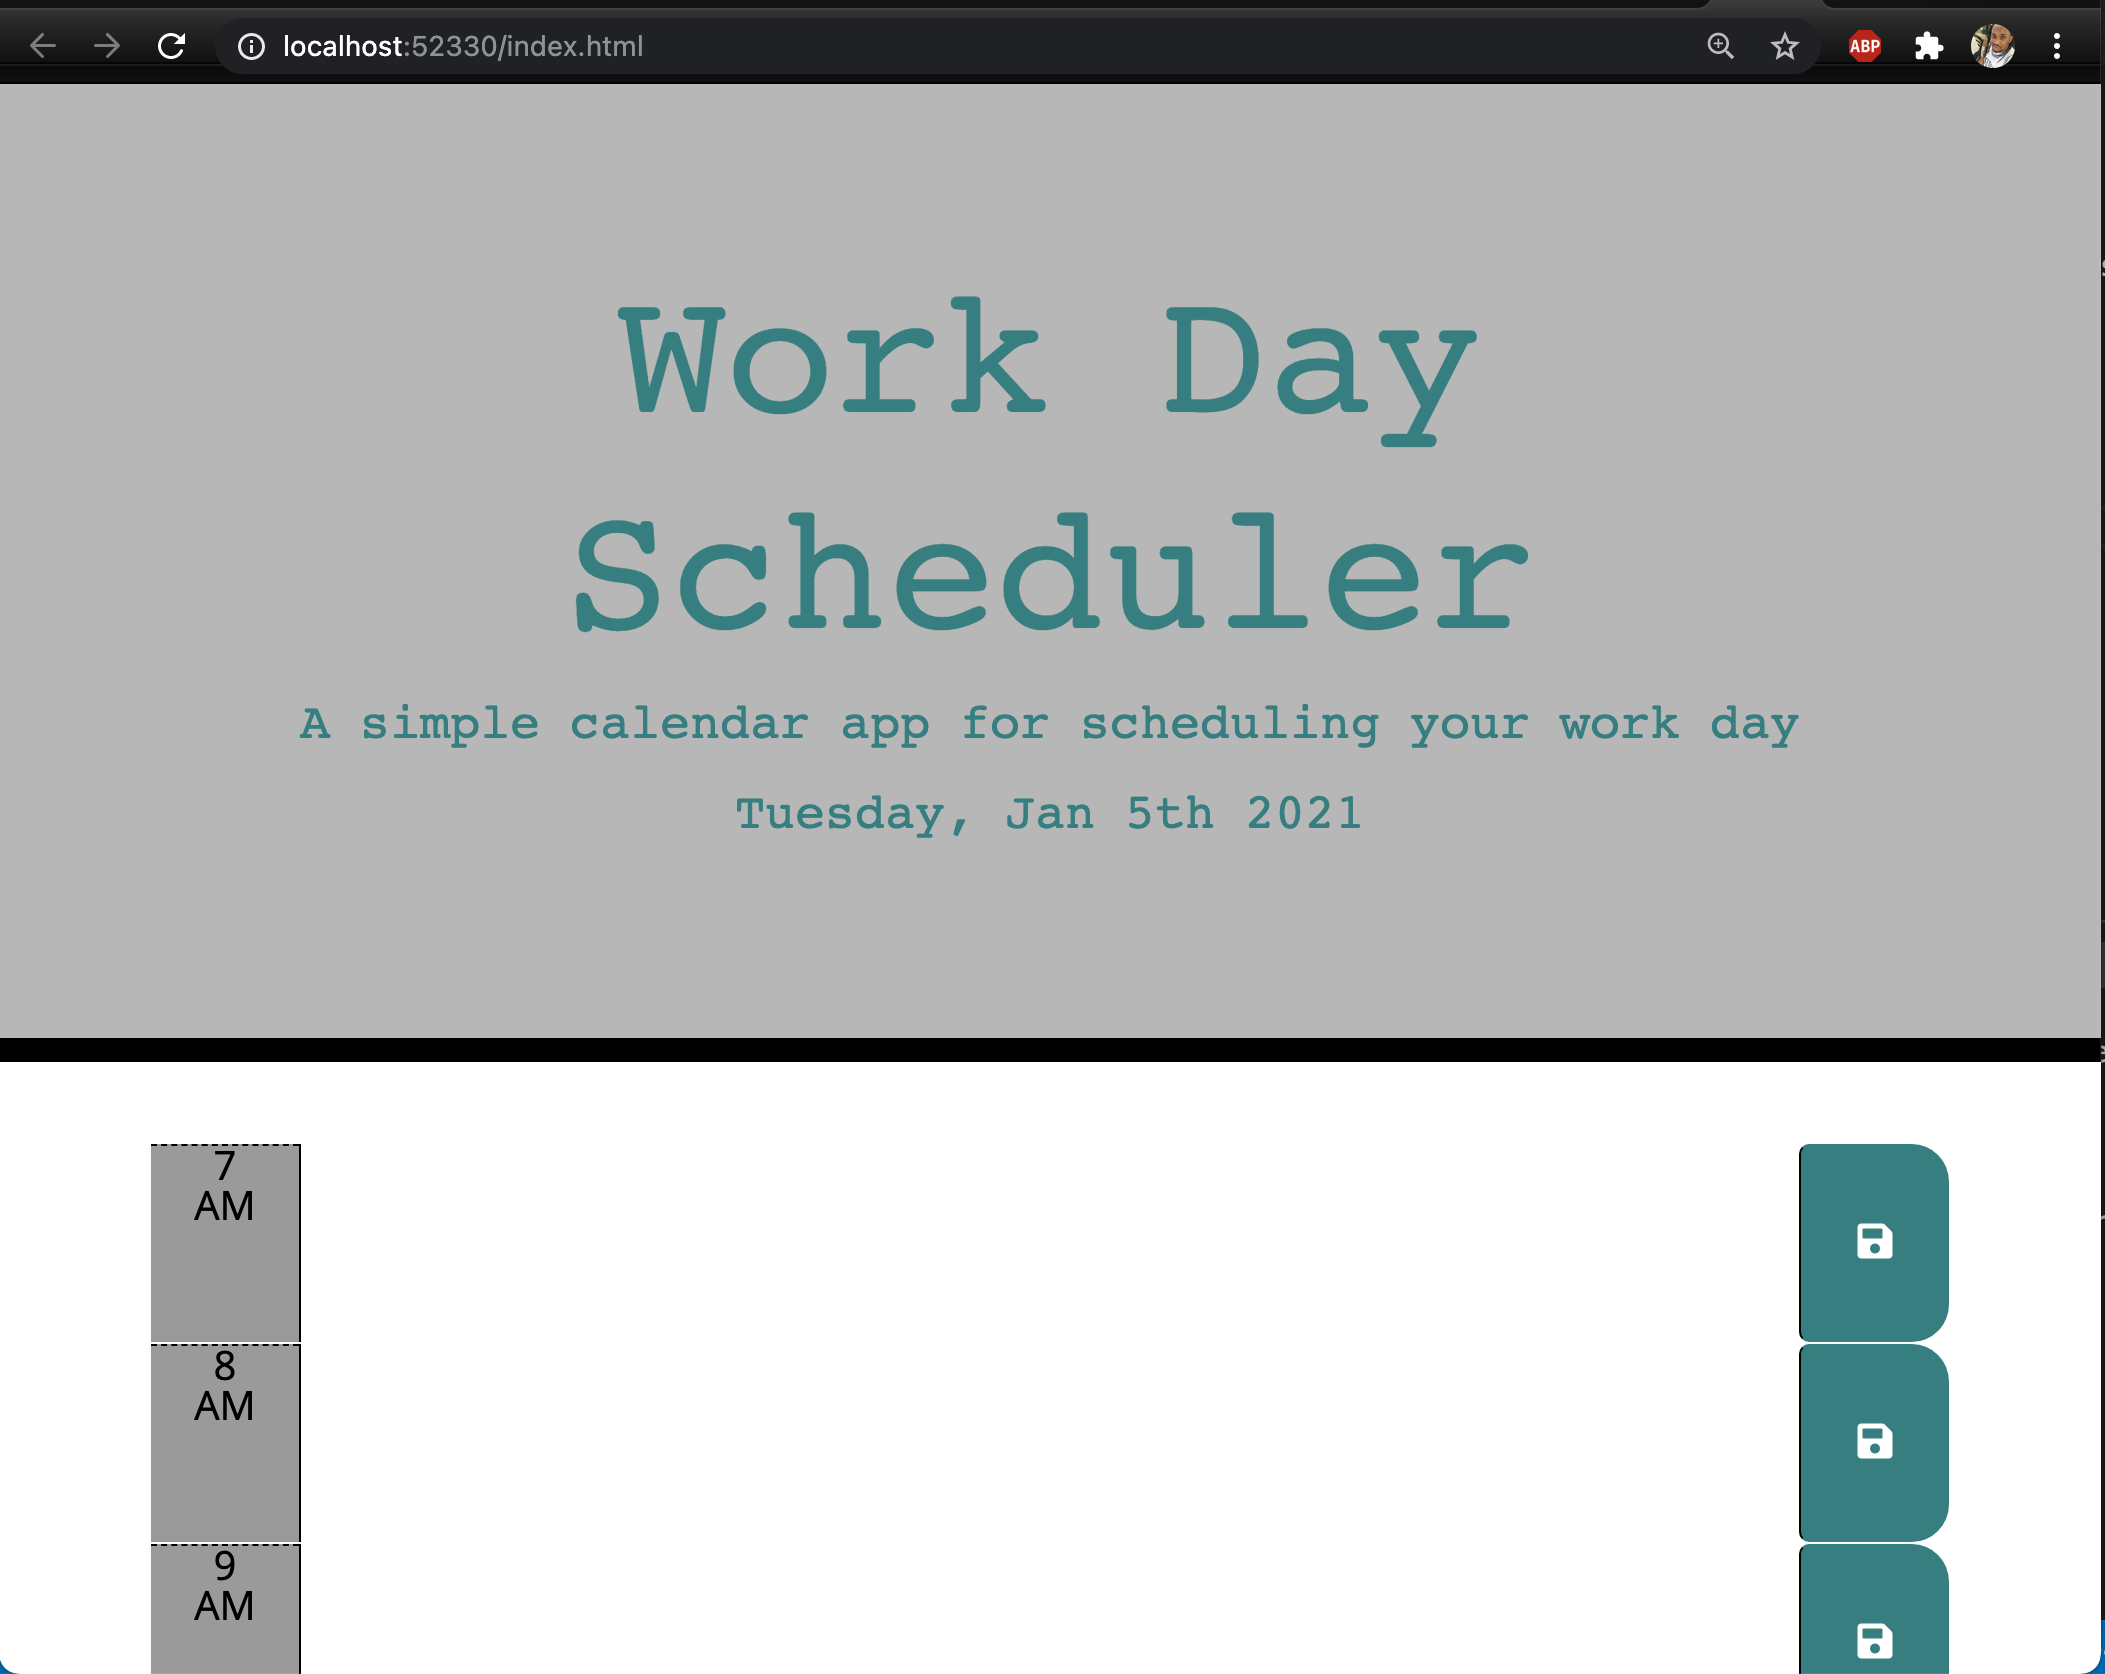 localhost:52330/index.html
ABP
Work Day
Scheduler
A simple calendar app for scheduling your work day
Tuesday, Jan 5th 2021
7
AM
8
AM
9
AM